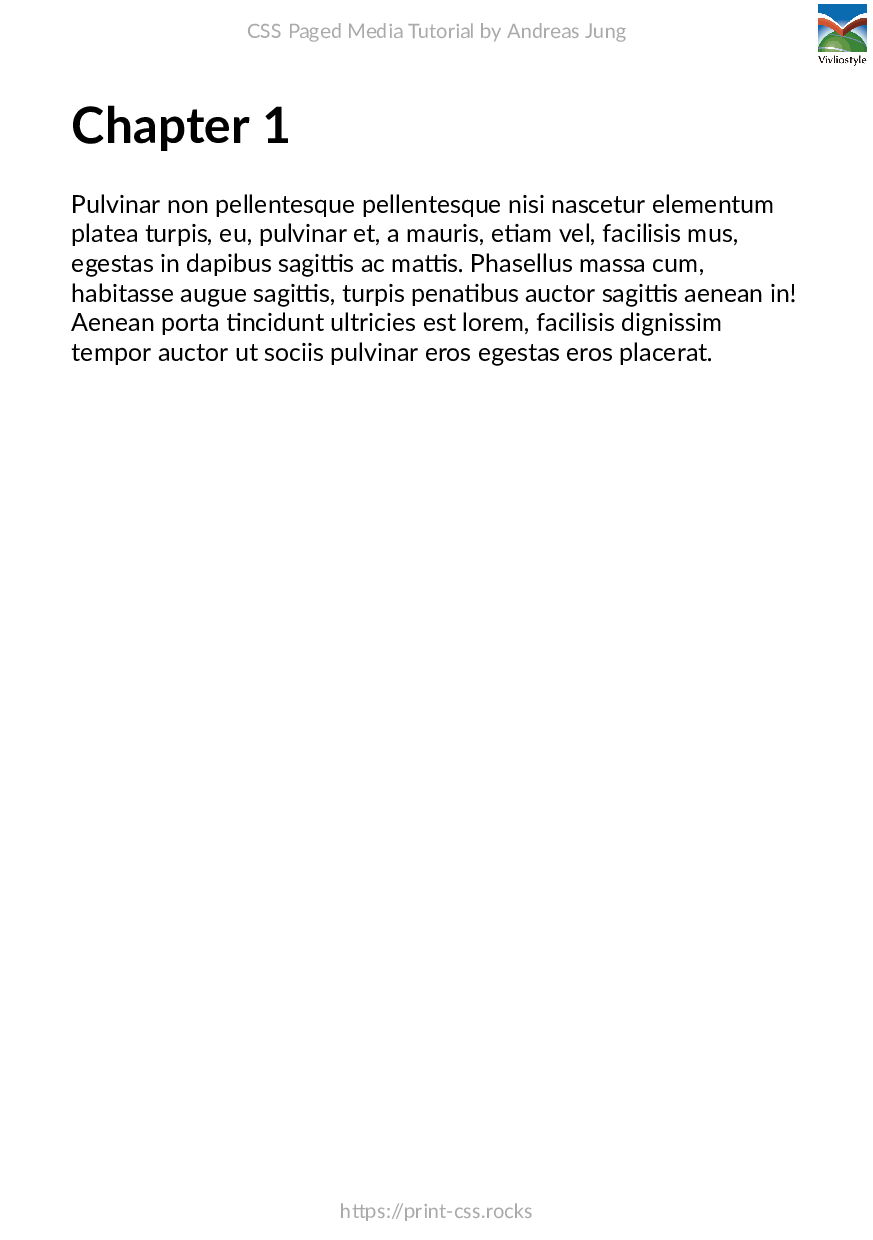 CSS Paged Media Tutorial by Andreas Jung
Vivliostyle
Chapter 1
Pulvinar non pellentesque pellentesque nisi nascetur elementum
platea turpis, eu, pulvinar et, a mauris, etiam vel, facilisis mus,
egestas in dapibus sagittis ac mattis. Phasellus massa cum,
habitasse augue sagittis, turpis penatibus auctor sagittis aenean in!
Aenean porta tincidunt ultricies est lorem, facilisis dignissim
tempor auctor ut sociis pulvinar eros egestas eros placerat.
https://print-css.rocks